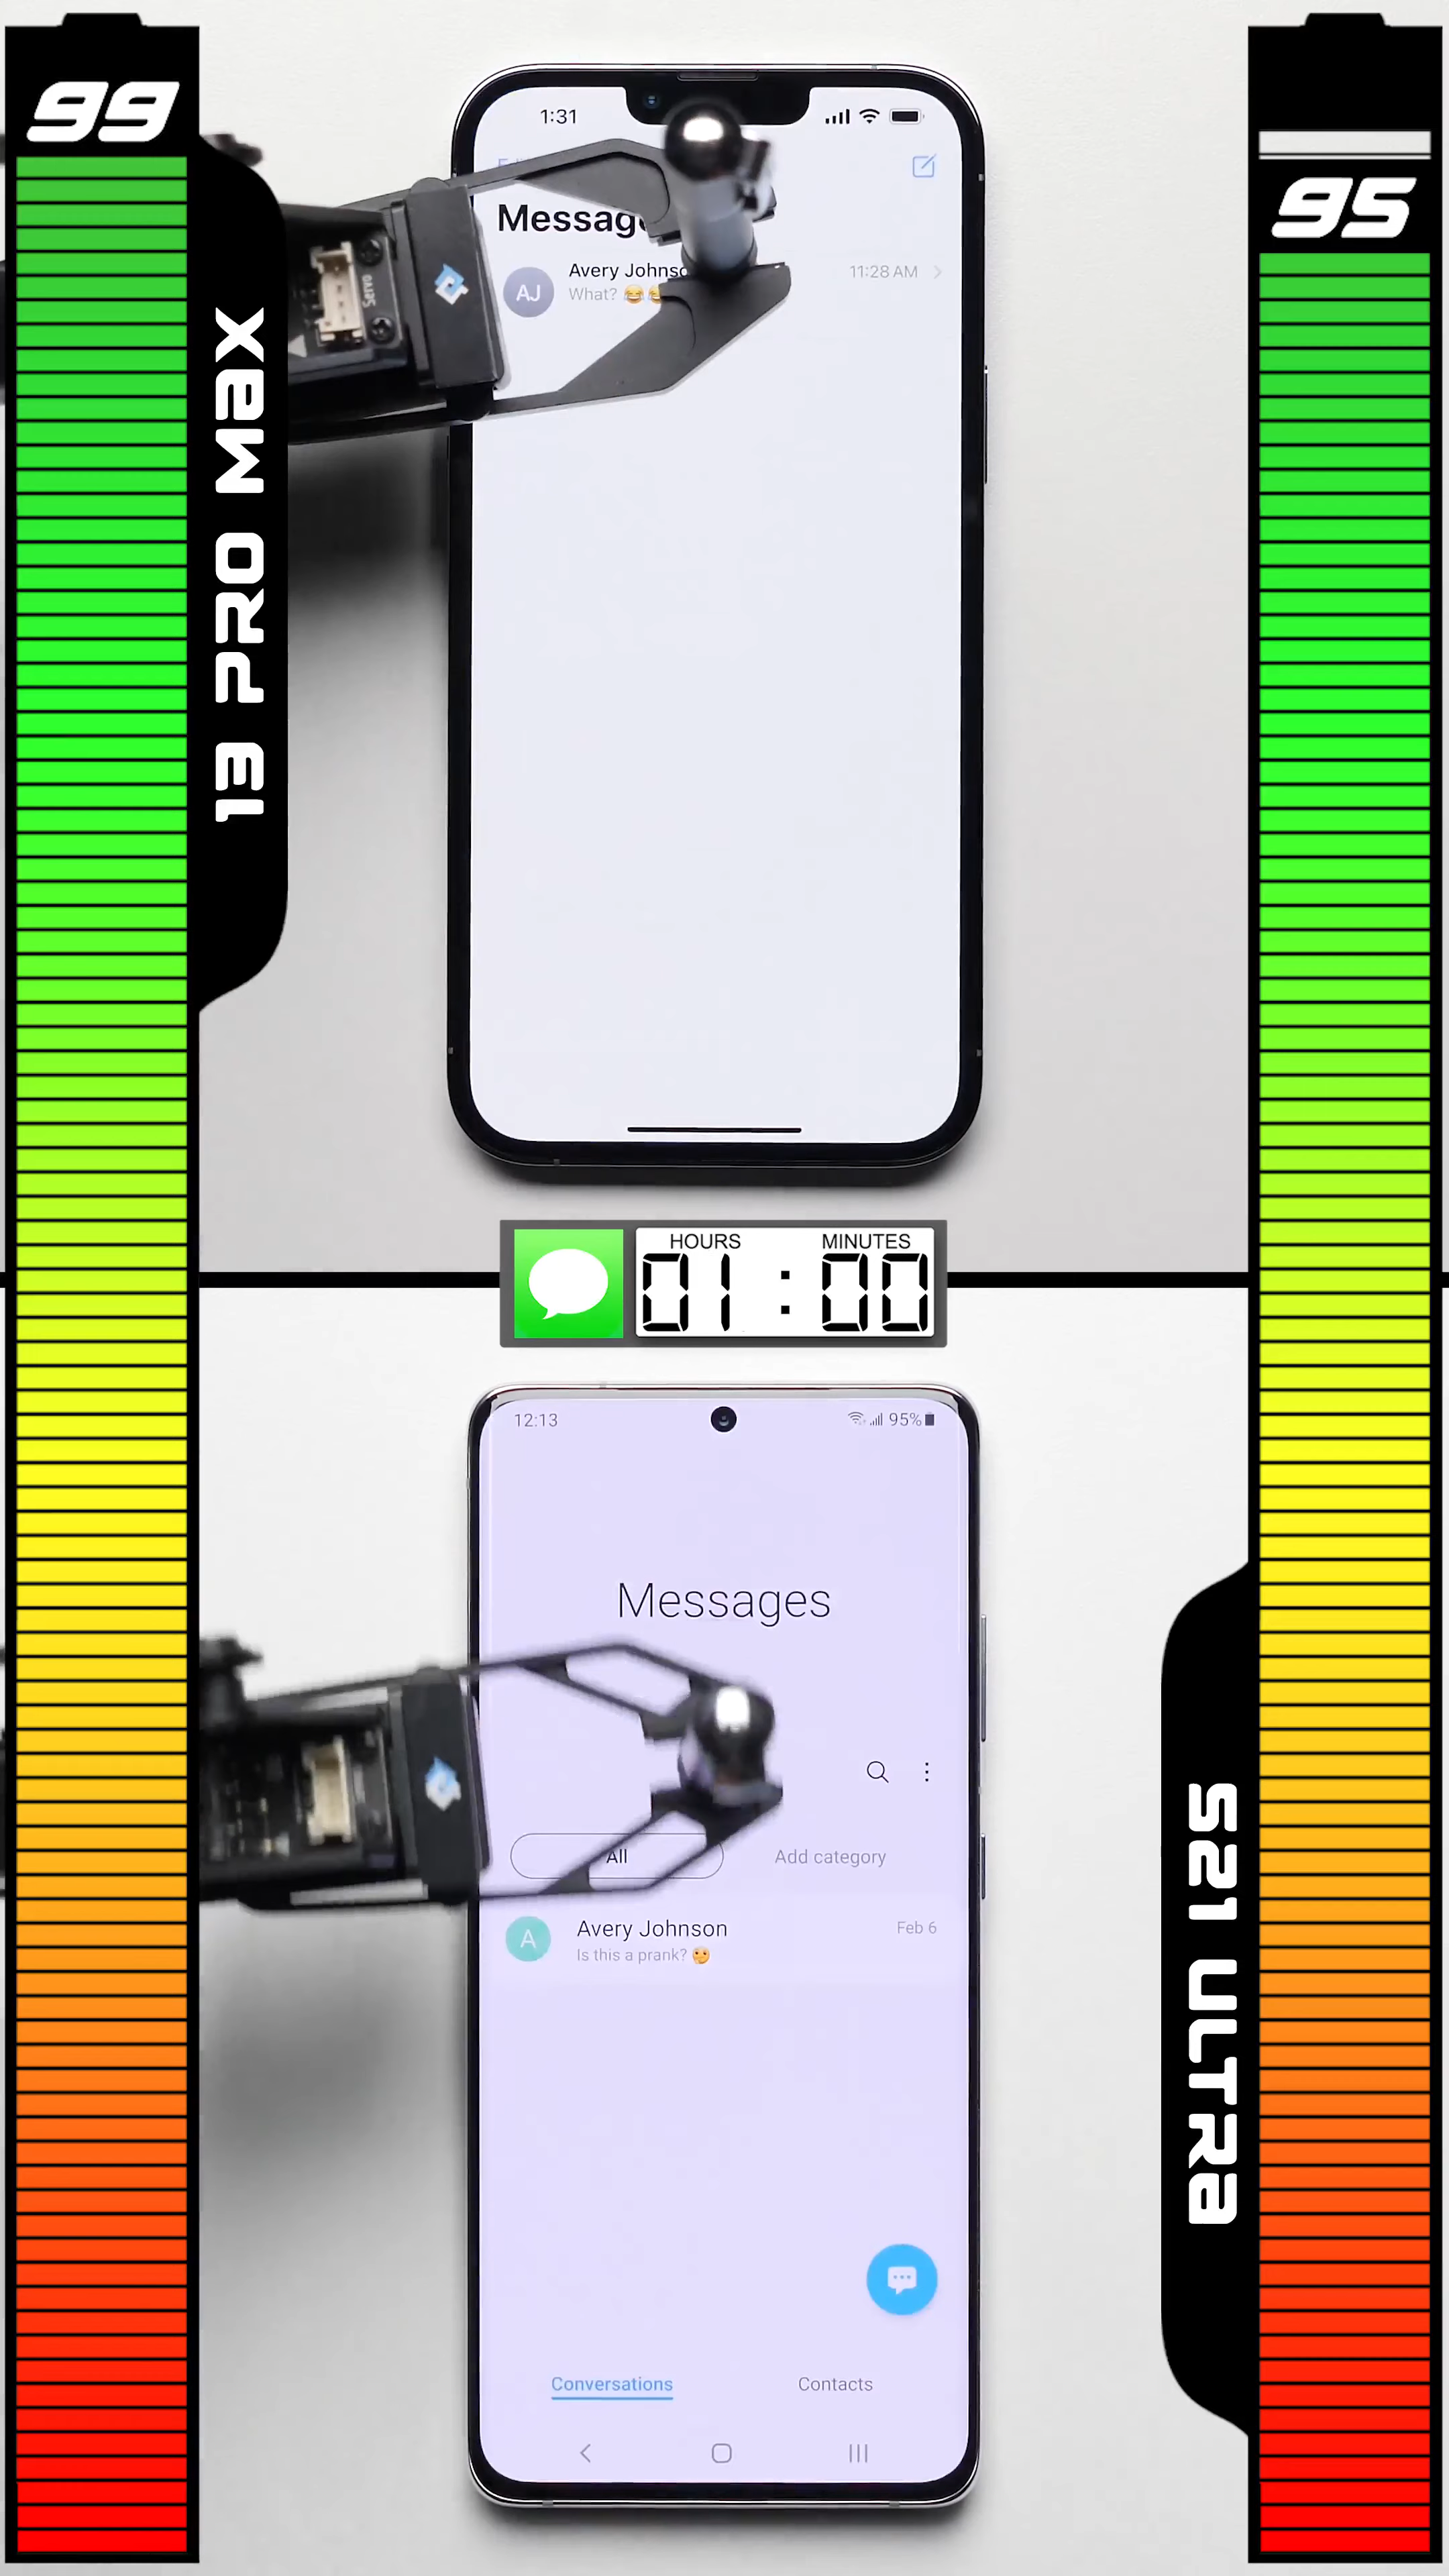 99
13 PRO MAX
1:31
Messag
Avery Johnso
What? 😂
11:28 AM
AJ
95
HOURS
MINUTES
01 : 00
12:13
95%
Messages
All
Add category
A
Avery Johnson
Feb 6
Is this a prank? 🤔
S21 ULTRA
Conversations
Contacts